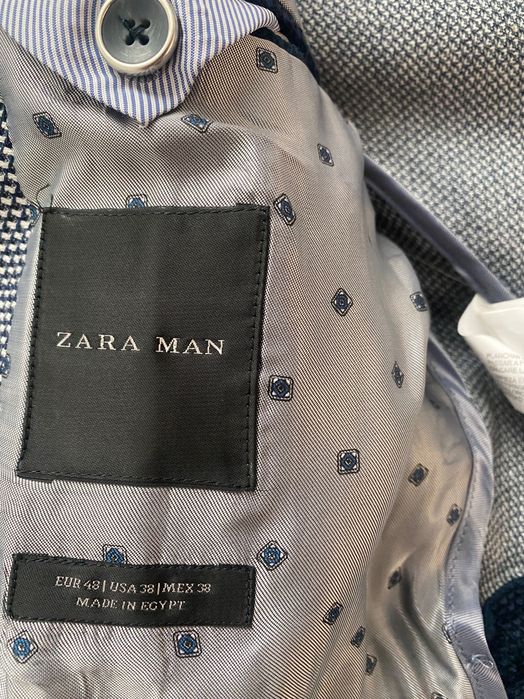 ZARA MAN
EUR 48 | USA 38 | MEX 38
MADE IN EGYPT